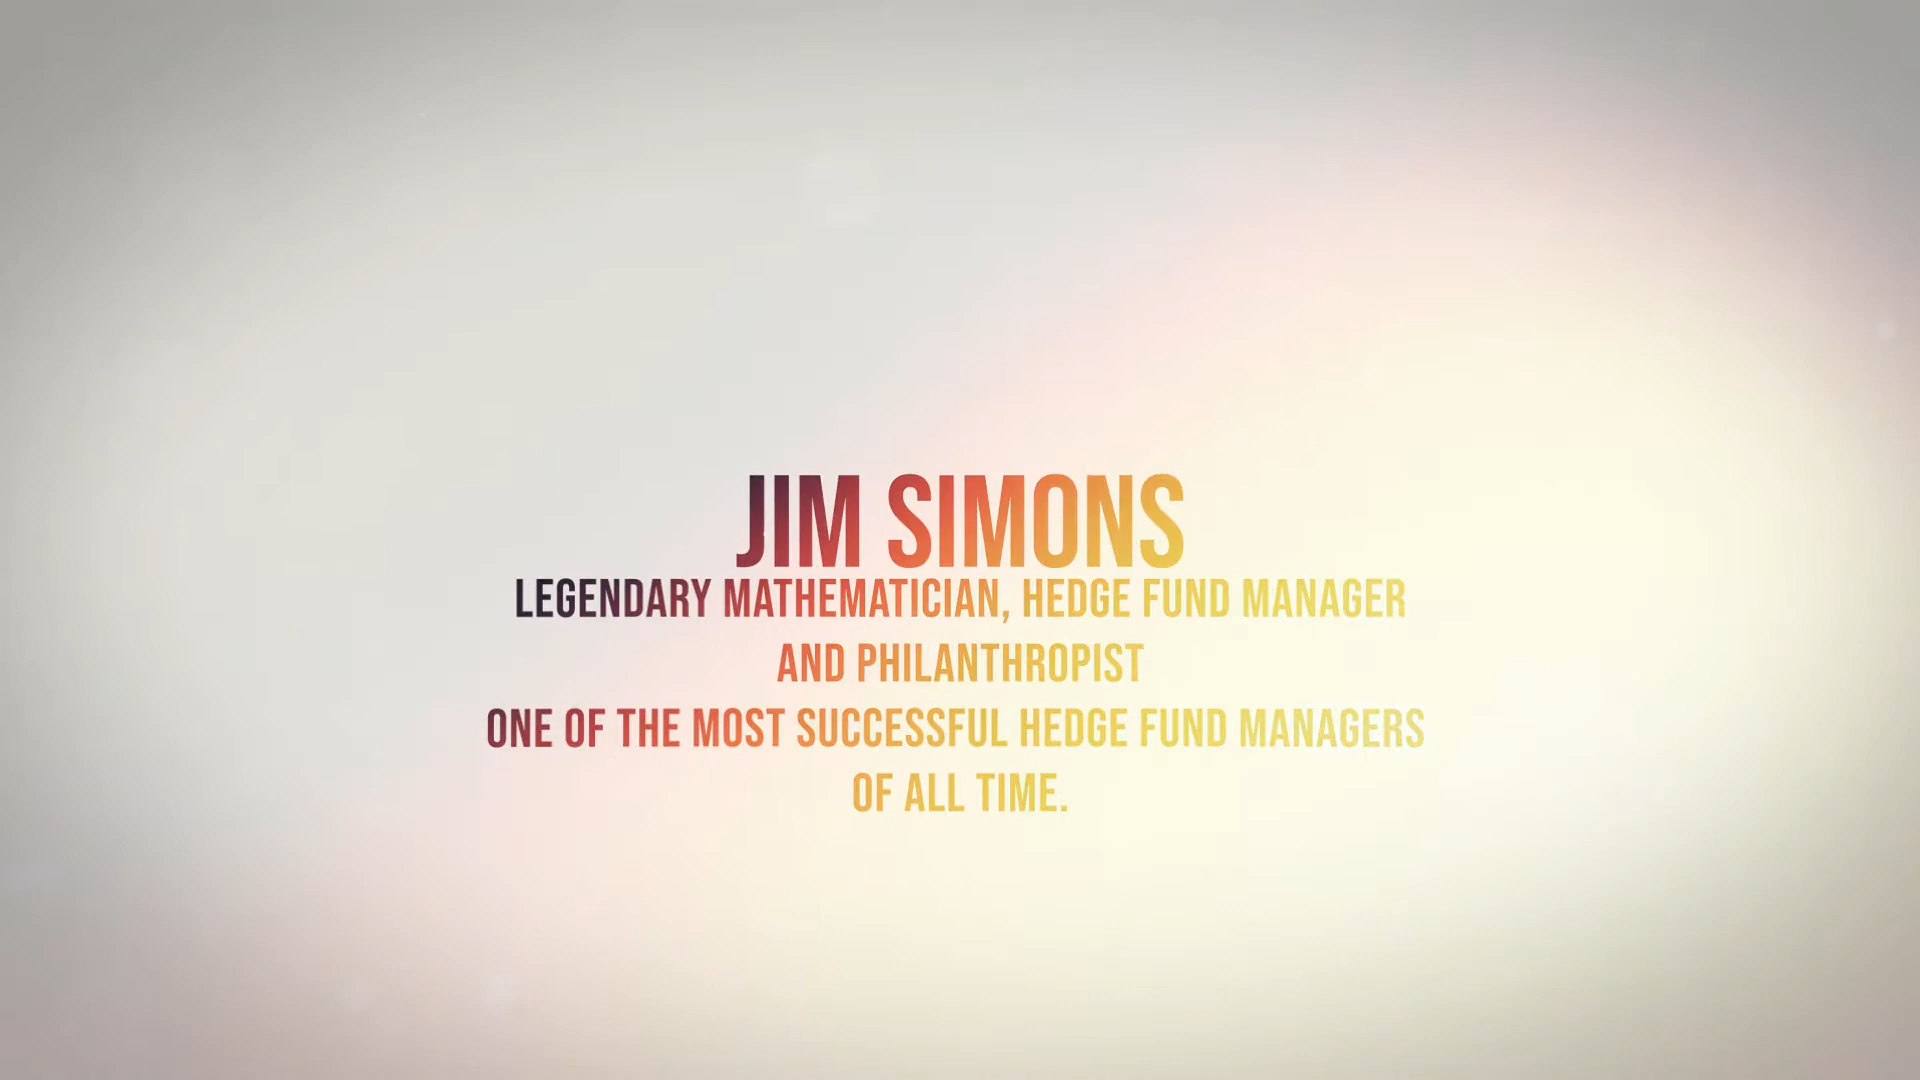 JIM SIMONS
LEGENDARY MATHEMATICIAN, HEDGE FUND MANAGER
AND PHILANTHROPIST
ONE OF THE MOST SUCCESSFUL HEDGE FUND MANAGERS
OF ALL TIME.